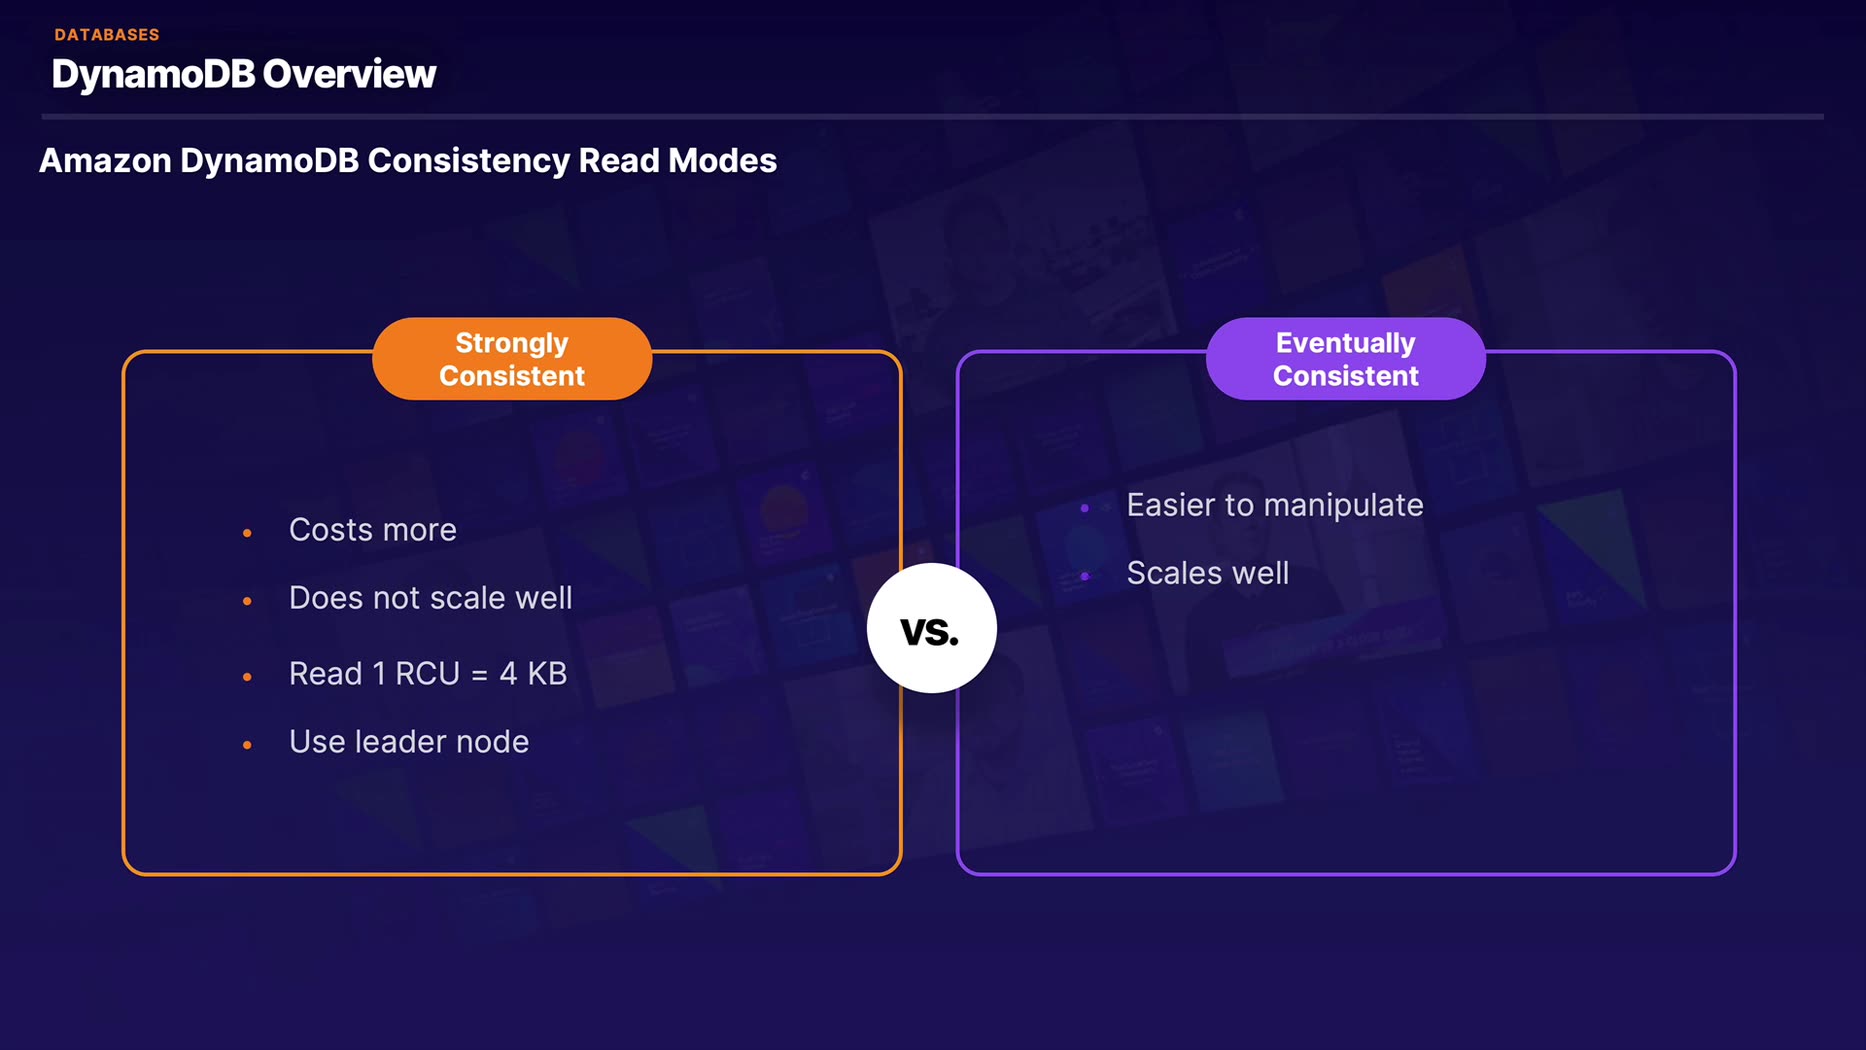 DATABASES
DynamoDB Overview
Amazon DynamoDB Consistency Read Modes
Strongly
Consistent
• Costs more
• Does not scale well
• Read 1 RCU = 4 KB
• Use leader node
vs.
Eventually
Consistent
• Easier to manipulate
• Scales well